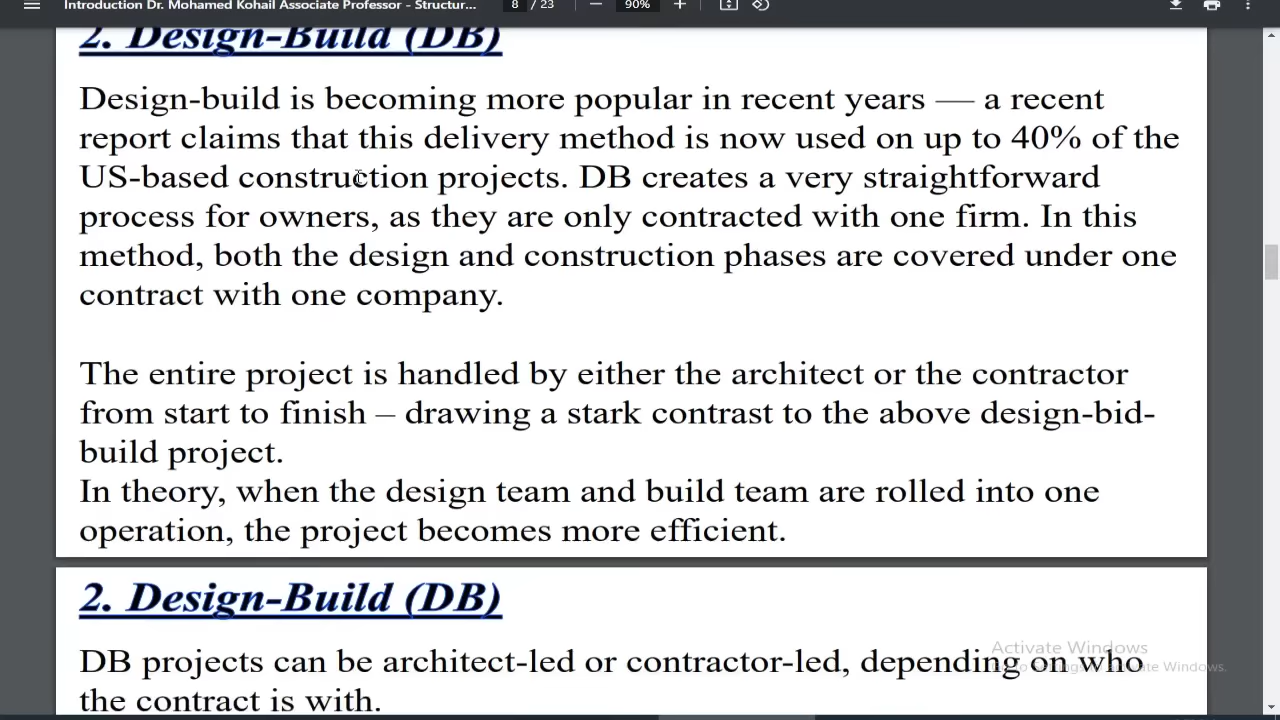 Introduction Dr. Mohamed Kohail Associate Professor - Structur...
8 / 23
90%
2. Design-Build (DB)
Design-build is becoming more popular in recent years — a recent
report claims that this delivery method is now used on up to 40% of the
US-based construction projects. DB creates a very straightforward
process for owners, as they are only contracted with one firm. In this
method, both the design and construction phases are covered under one
contract with one company.
The entire project is handled by either the architect or the contractor
from start to finish – drawing a stark contrast to the above design-bid-
build project.
In theory, when the design team and build team are rolled into one
operation, the project becomes more efficient.
2. Design-Build (DB)
DB projects can be architect-led or contractor-led, depending on who
the contract is with.
Activate Windows
Windows.